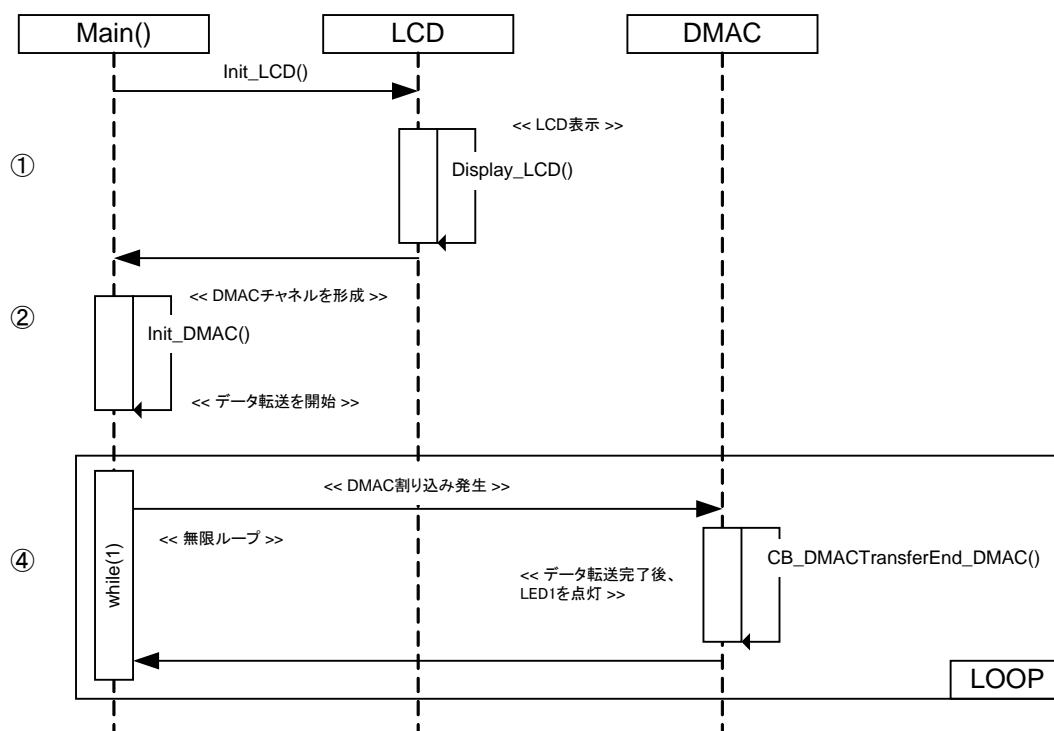 Main()
LCD
DMAC
Init_LCD()
<< LCD表示 >>
①
Display_LCD()
<< DMACチャネルを形成 >>
②
Init_DMAC()
<< データ転送を開始 >>
<< DMAC割り込み発生 >>
<< 無限ループ >>
④
while(1)
CB_DMACTransferEnd_DMAC()
<< データ転送完了後、
LED1を点灯 >>
LOOP